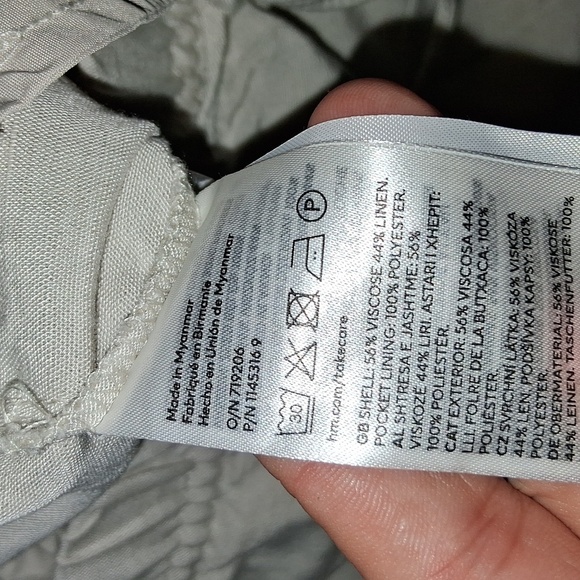 Made in Myanmar
Fabriqué en Birmanie
Hecho en Unión de Myanmar
O/N 719206
P/N 1145316 9
30
P
hm.com/takecare
GB SHELL: 56% VISCOSE 44% LINEN.
POCKET LINING: 100% POLYESTER.
AL SHTRESA E JASHTME: 56%
VISKOZË 44% LIRI. ASTARI I XHEPIT:
100% POLIESTER.
CAT EXTERIOR: 56% VISCOSA 44%
LLI. FOLRE DE LA BUTXACA: 100%
POLIÈSTER.
CZ SVRCHNÍ LÁTKA: 56% VISKÓZA
44% LEN. PODŠÍVKA KAPSY: 100%
POLYESTER.
DE OBERMATERIAL: 56% VISKOSE
44% LEINEN. TASCHENFUTTER: 100%